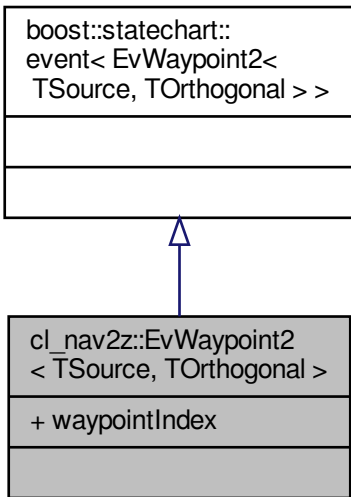 boost::statechart::
event< EvWaypoint2<
TSource, TOrthogonal > >
cl_nav2z::EvWaypoint2
< TSource, TOrthogonal >
+ waypointIndex